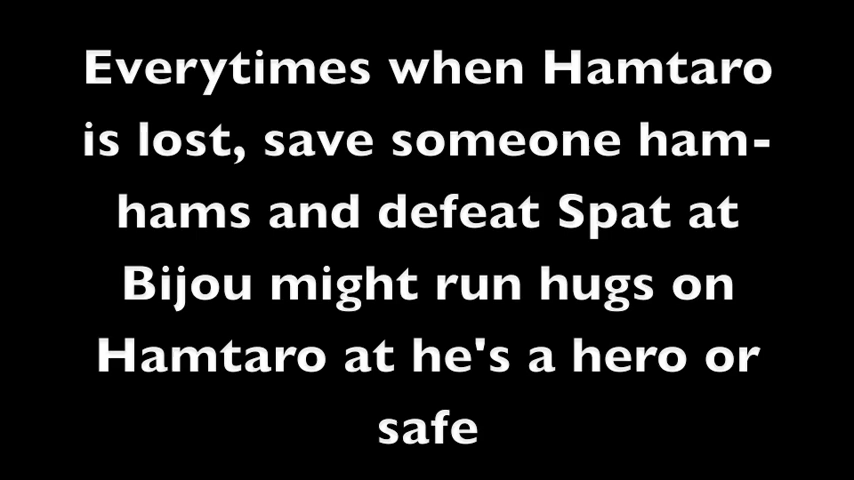 Everytimes when Hamtaro
is lost, save someone ham-
hams and defeat Spat at
Bijou might run hugs on
Hamtaro at he's a hero or
safe